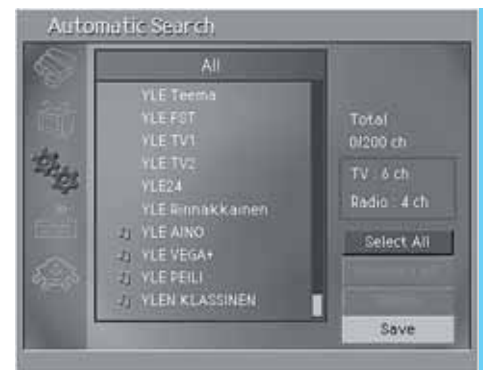 Automatic Search
All
YLE Teema
YLE FST
YLE TV1
YLE TV2
YLE24
YLE Rinnakkainen
YLE AINO
YLE VEGA+
YLE PEILI
YLEN KLASSINEN
Total
0/200 ch
TV : 6 ch
Radio : 4 ch
Select All
Save